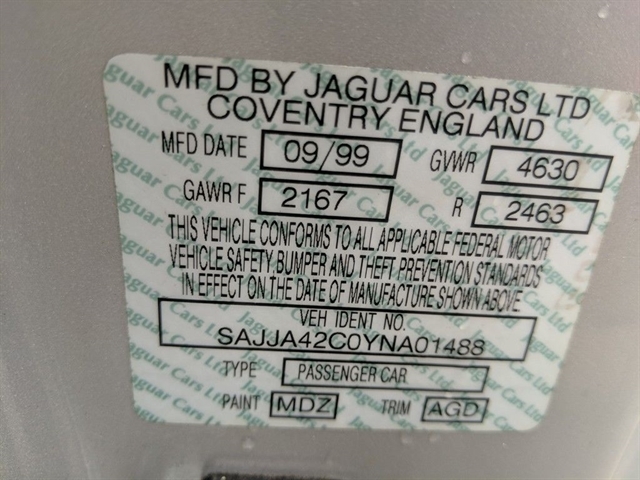 MFD BY JAGUAR CARS LTD
COVENTRY ENGLAND
MFD DATE 09/99 GVWR 4630
GAWR F 2167 R 2463
THIS VEHICLE CONFORMS TO ALL APPLICABLE FEDERAL MOTOR
VEHICLE SAFETY BUMPER AND THEFT PREVENTION STANDARDS
IN EFFECT ON THE DATE OF MANUFACTURE SHOWN ABOVE
VEH IDENT NO.
SAJJA42C0YNA01488
TYPE PASSENGER CAR
PAINT MDZ TRIM AGD